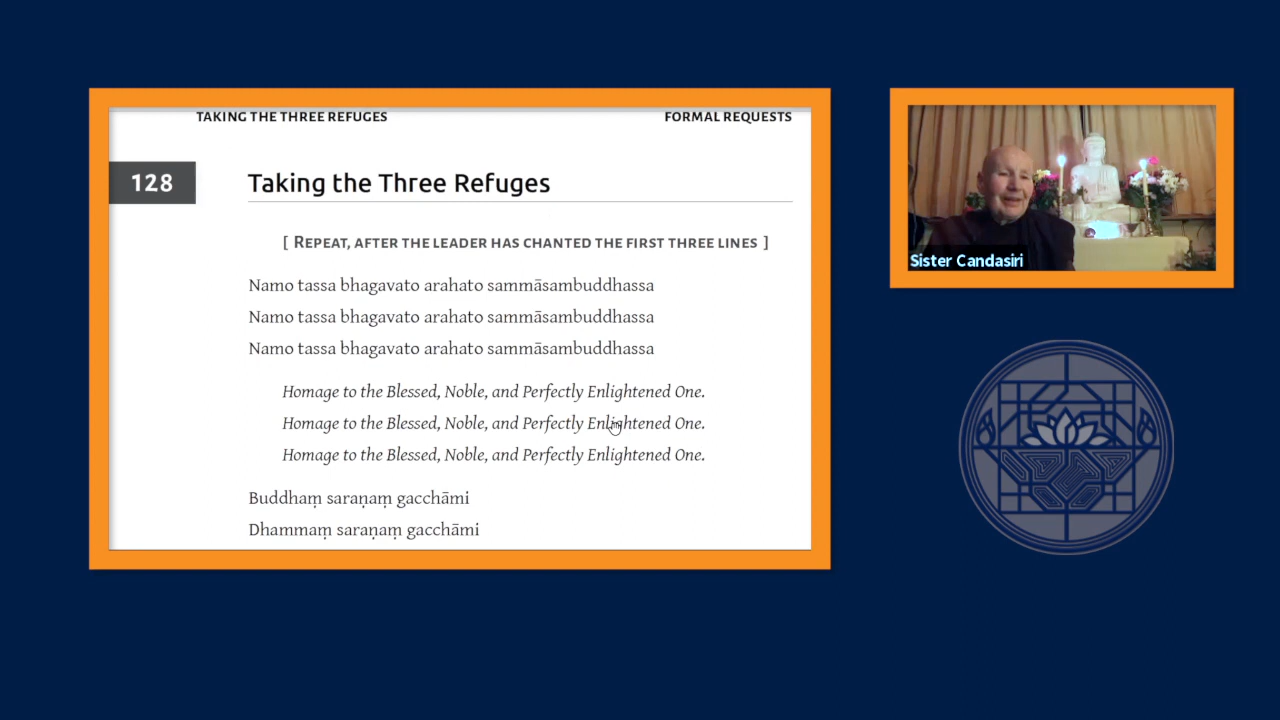 TAKING THE THREE REFUGES
FORMAL REQUESTS
128
Taking the Three Refuges
[ REPEAT, AFTER THE LEADER HAS CHANTED THE FIRST THREE LINES ]
Namo tassa bhagavato arahato sammāsambuddhassa
Namo tassa bhagavato arahato sammāsambuddhassa
Namo tassa bhagavato arahato sammāsambuddhassa
Homage to the Blessed, Noble, and Perfectly Enlightened One.
Homage to the Blessed, Noble, and Perfectly Enlightened One.
Homage to the Blessed, Noble, and Perfectly Enlightened One.
Buddhaṃ saraṇaṃ gacchāmi
Dhammaṃ saraṇaṃ gacchāmi
Sister Candasiri